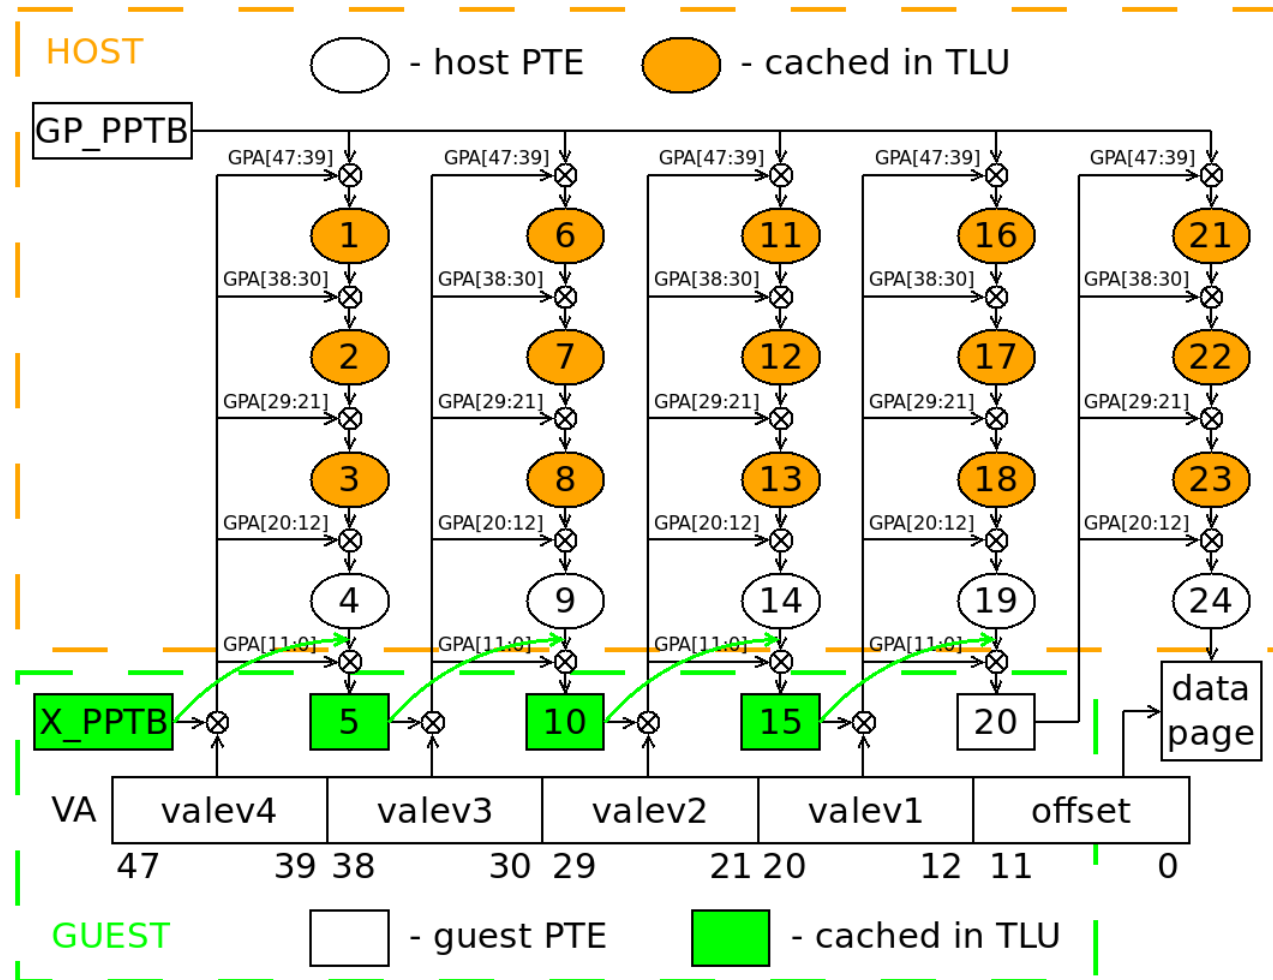 HOST
- host PTE
- cached in TLU
GP_PPTB
GPA[47:39] GPA[47:39] GPA[47:39] GPA[47:39] GPA[47:39]
1 6 11 16 21
GPA[38:30] GPA[38:30] GPA[38:30] GPA[38:30] GPA[38:30]
2 7 12 17 22
GPA[29:21] GPA[29:21] GPA[29:21] GPA[29:21] GPA[29:21]
3 8 13 18 23
GPA[20:12] GPA[20:12] GPA[20:12] GPA[20:12] GPA[20:12]
4 9 14 19 24
GPA[11:0] GPA[11:0] GPA[11:0] GPA[11:0]
X_PPTB 5 10 15 20
data
page
VA valev4 valev3 valev2 valev1 offset
47 39 38 30 29 21 20 12 11 0
GUEST
- guest PTE
- cached in TLU